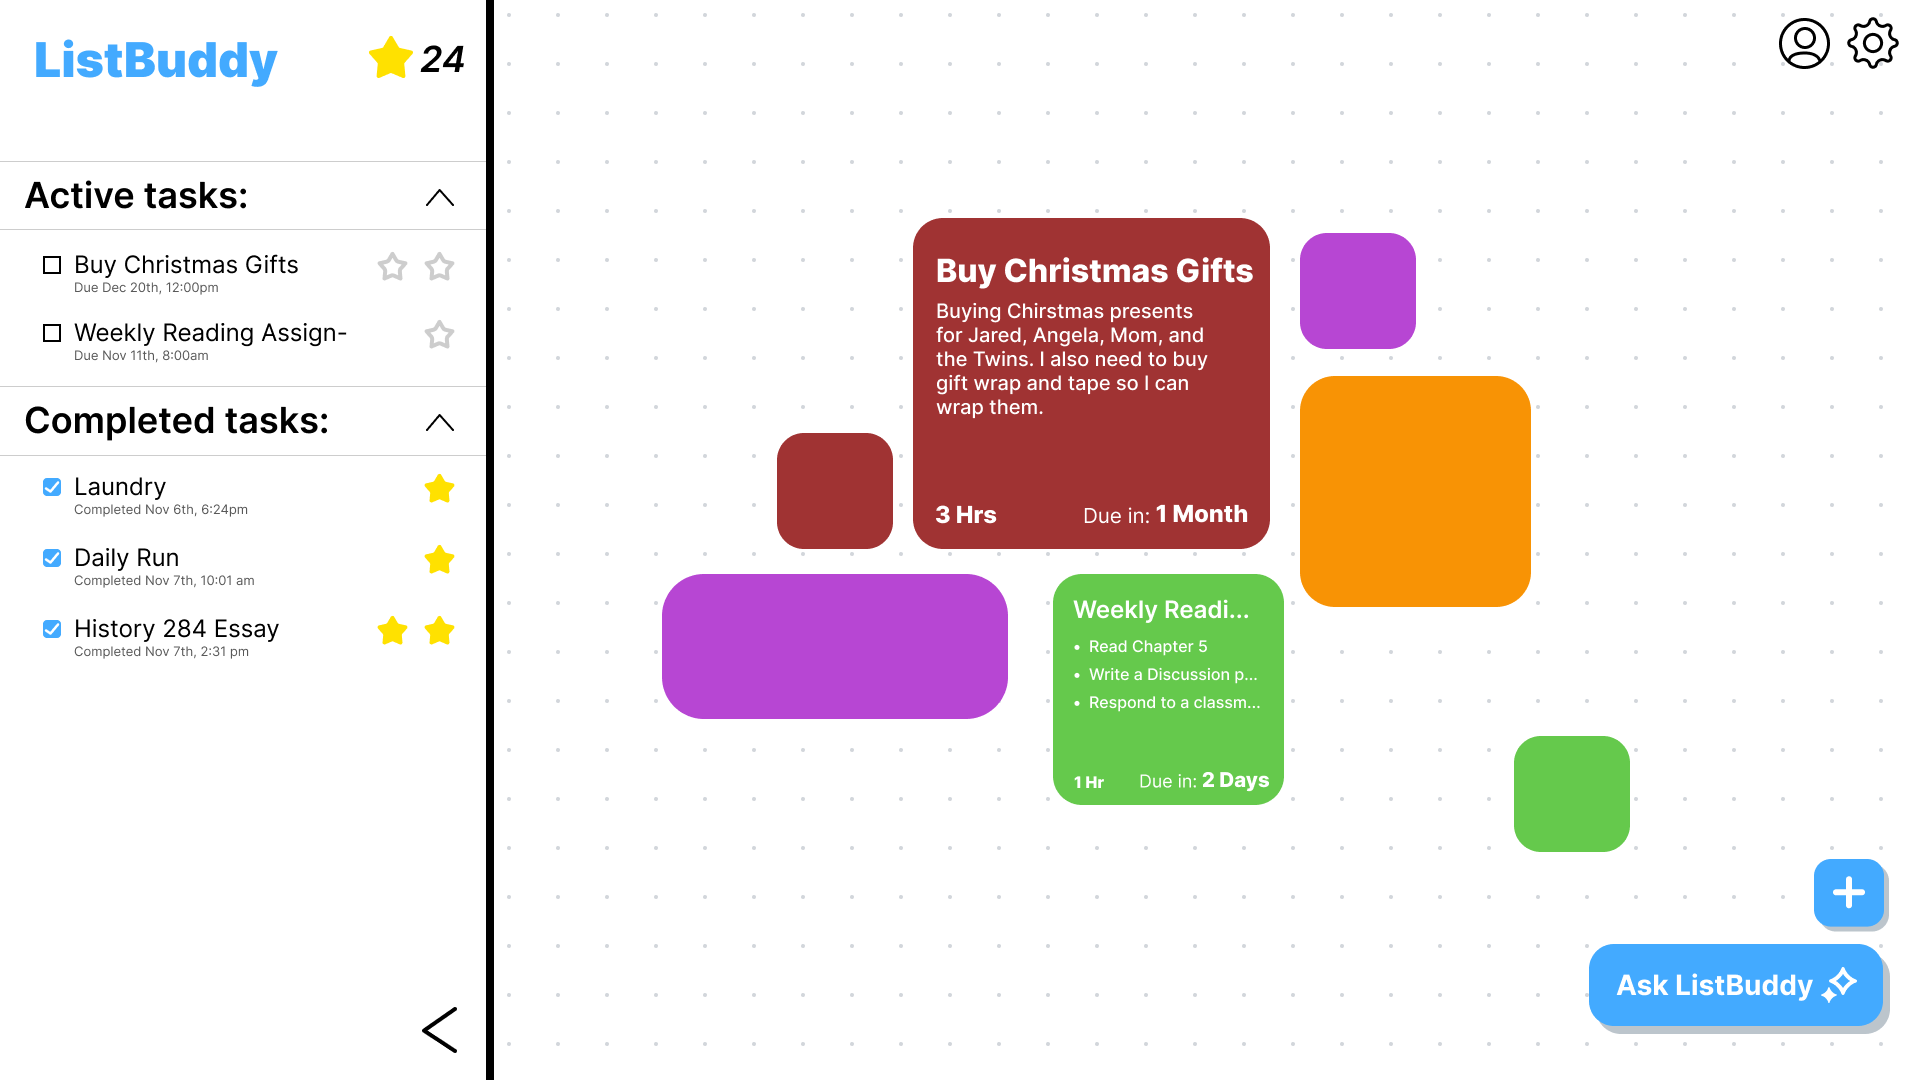 ListBuddy
24
Active tasks:
Buy Christmas Gifts
Due Dec 20th, 12:00pm
Weekly Reading Assign-
Due Nov 11th, 8:00am
Completed tasks:
Laundry
Completed Nov 6th, 6:24pm
Daily Run
Completed Nov 7th, 10:01 am
History 284 Essay
Completed Nov 7th, 2:31 pm
Buy Christmas Gifts
Buying Chirstmas presents
for Jared, Angela, Mom, and
the Twins. I also need to buy
gift wrap and tape so I can
wrap them.
3 Hrs
Due in: 1 Month
Weekly Readi...
• Read Chapter 5
• Write a Discussion p...
• Respond to a classm...
1 Hr
Due in: 2 Days
Ask ListBuddy